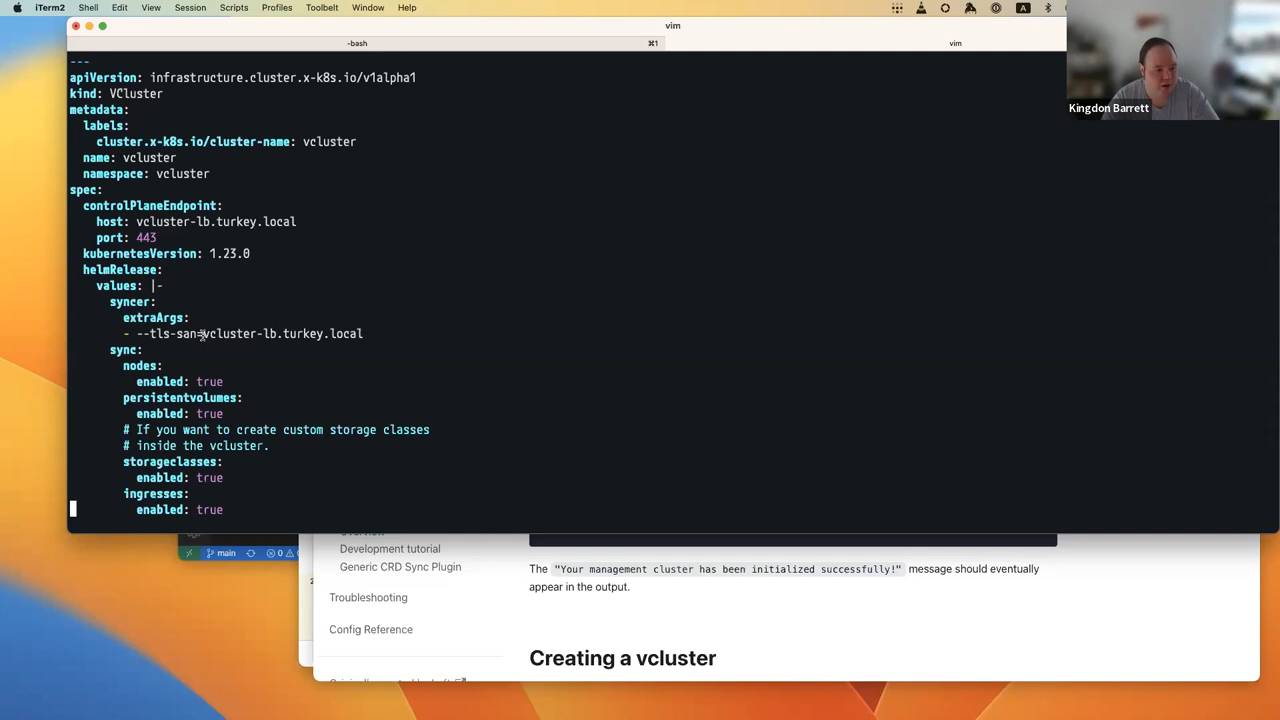 iTerm2 Shell Edit View Session Scripts Profiles Toolbelt Window Help
A
vim
-bash ⌘1 vim
---
apiVersion: infrastructure.cluster.x-k8s.io/v1alpha1
kind: VCluster
metadata:
labels:
cluster.x-k8s.io/cluster-name: vcluster
name: vcluster
namespace: vcluster
spec:
controlPlaneEndpoint:
host: vcluster-lb.turkey.local
port: 443
kubernetesVersion: 1.23.0
helmRelease:
values: |-
syncer:
extraArgs:
- --tls-san=vcluster-lb.turkey.local
sync:
nodes:
enabled: true
persistentvolumes:
enabled: true
# If you want to create custom storage classes
# inside the vcluster.
storageclasses:
enabled: true
ingresses:
enabled: true
Kingdon Barrett
main 0 0
Development tutorial
Generic CRD Sync Plugin
Troubleshooting
Config Reference
The "Your management cluster has been initialized successfully!" message should eventually
appear in the output.
Creating a vcluster